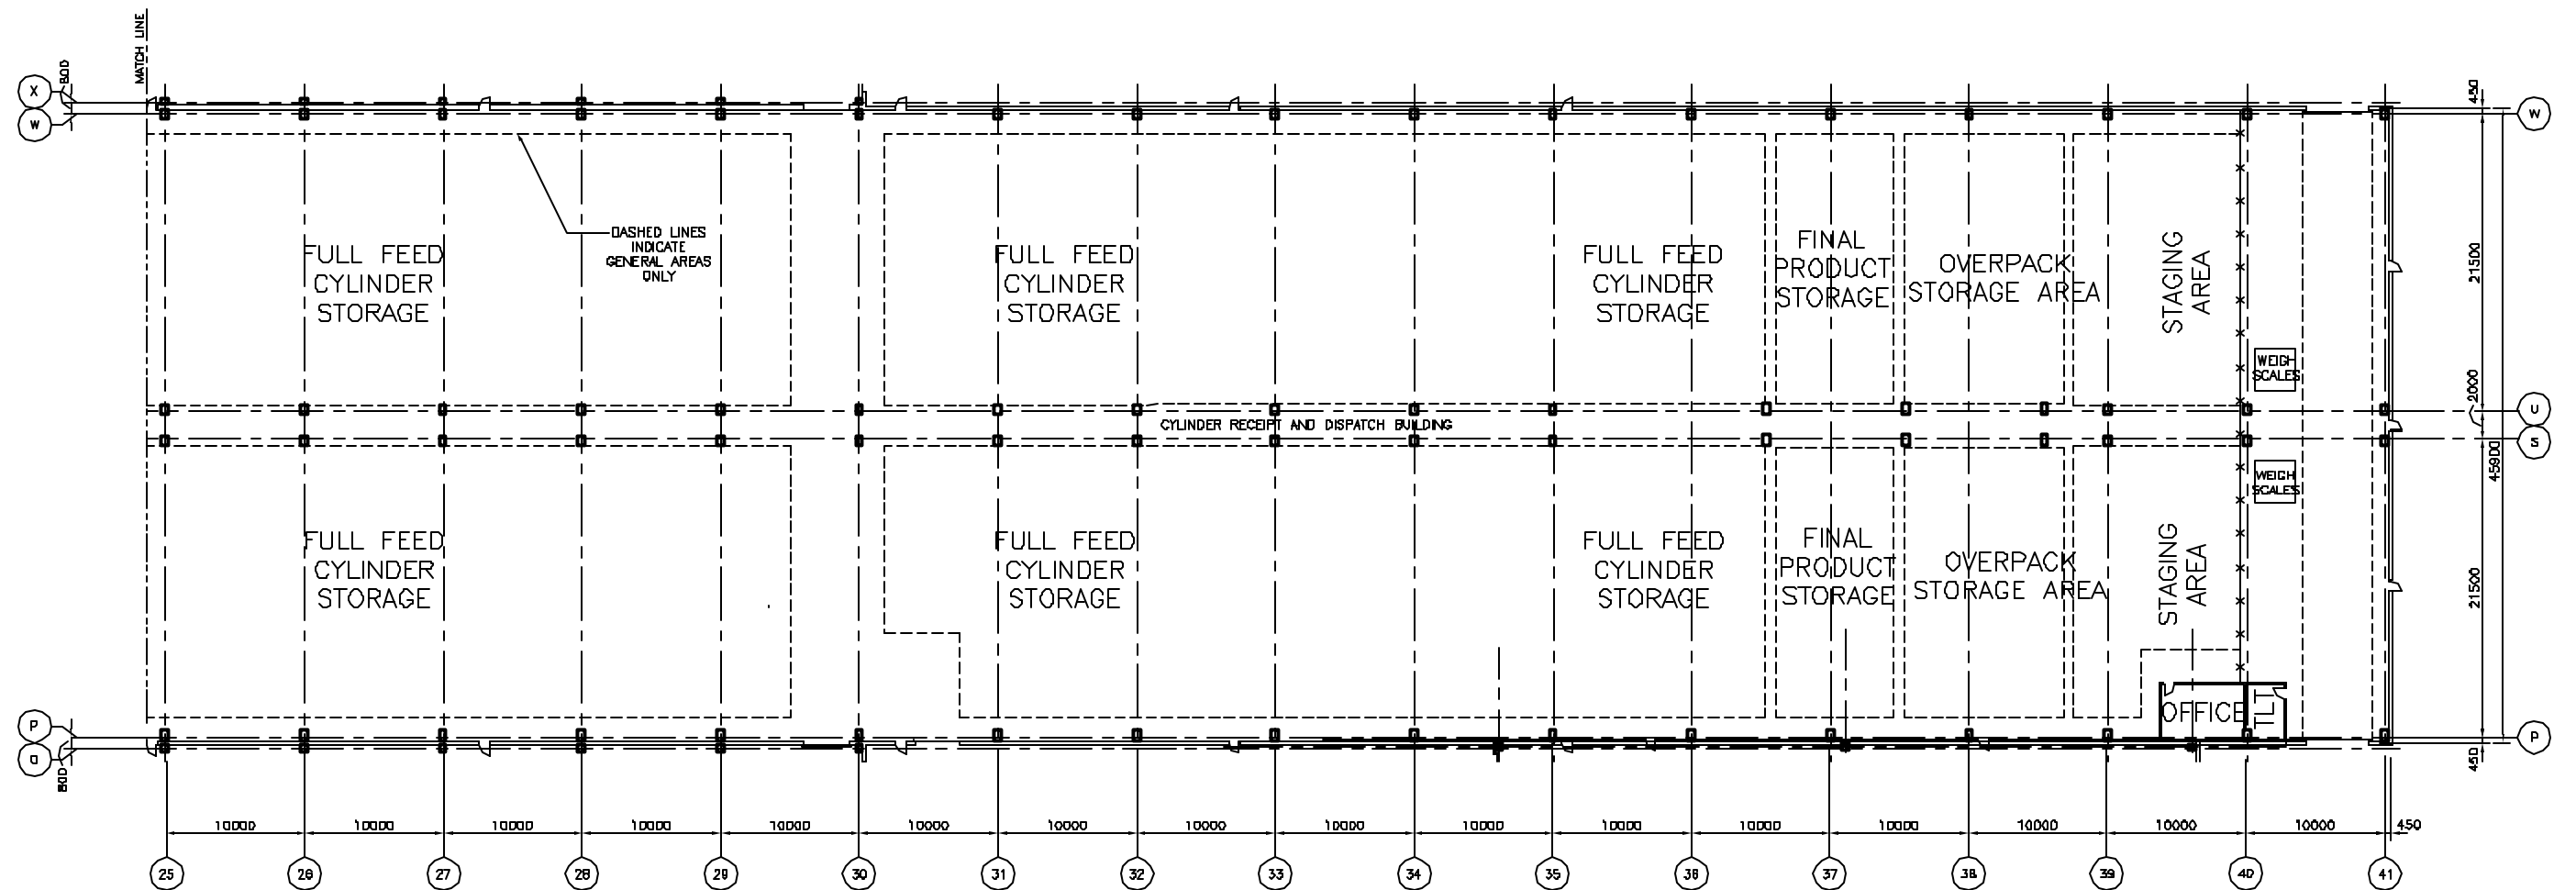 MATCH LINE
X
800
W
450
W
DASHED LINES
INDICATE
GENERAL AREAS
ONLY
FULL FEED
CYLINDER
STORAGE
FULL FEED
CYLINDER
STORAGE
FULL FEED
CYLINDER
STORAGE
FINAL
PRODUCT
STORAGE
OVERPACK
STORAGE AREA
STAGING
AREA
21500
WEIGH
SCALES
2000
U
CYLINDER RECEIPT AND DISPATCH BUILDING
S
45900
WEIGH
SCALES
FULL FEED
CYLINDER
STORAGE
FULL FEED
CYLINDER
STORAGE
FULL FEED
CYLINDER
STORAGE
FINAL
PRODUCT
STORAGE
OVERPACK
STORAGE AREA
STAGING
AREA
21500
OFFICE
TLT
P
P
800
450
10000 10000 10000 10000 10000 10000 10000 10000 10000 10000 10000 10000 10000 10000 10000 10000 450
25 26 27 28 29 30 31 32 33 34 35 36 37 38 39 40 41